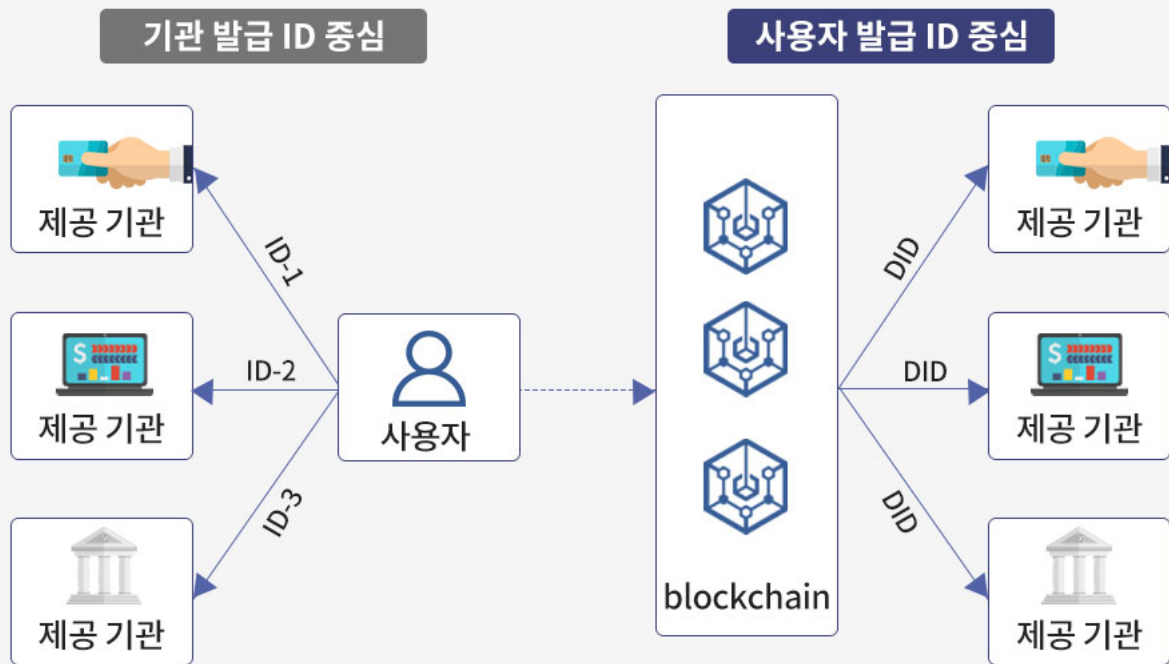 기관 발급 ID 중심
사용자 발급 ID 중심
제공 기관
ID-1
제공 기관
ID-2
제공 기관
ID-3
사용자
blockchain
DID
제공 기관
DID
제공 기관
DID
제공 기관
$
$